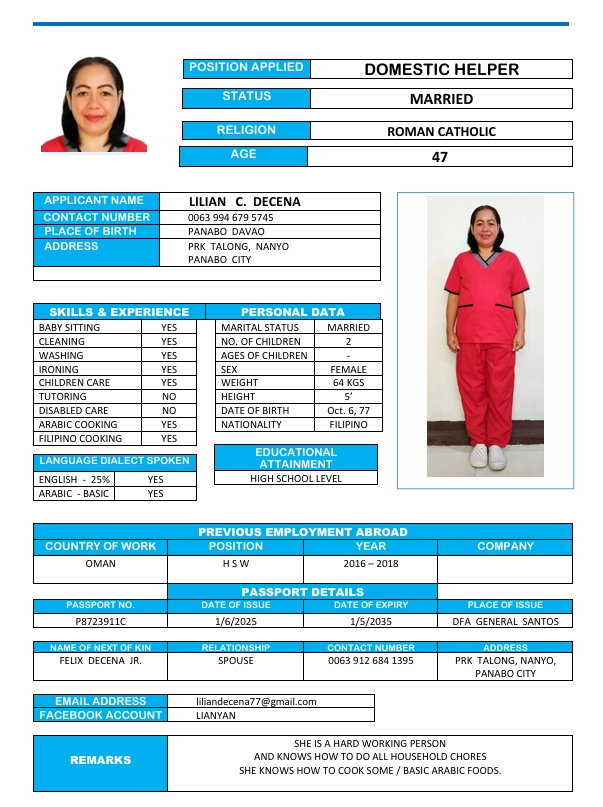 POSITION APPLIED DOMESTIC HELPER
STATUS MARRIED
RELIGION ROMAN CATHOLIC
AGE 47
APPLICANT NAME LILIAN C. DECENA
CONTACT NUMBER 0063 994 679 5745
PLACE OF BIRTH PANABO DAVAO
ADDRESS PRK TALONG, NANYO
PANABO CITY
SKILLS & EXPERIENCE
BABY SITTING YES
CLEANING YES
WASHING YES
IRONING YES
CHILDREN CARE YES
TUTORING NO
DISABLED CARE NO
ARABIC COOKING YES
FILIPINO COOKING YES
LANGUAGE DIALECT SPOKEN
ENGLISH - 25% YES
ARABIC - BASIC YES
PERSONAL DATA
MARITAL STATUS MARRIED
NO. OF CHILDREN 2
AGES OF CHILDREN -
SEX FEMALE
WEIGHT 64 KGS
HEIGHT 5’
DATE OF BIRTH Oct. 6, 77
NATIONALITY FILIPINO
EDUCATIONAL
ATTAINMENT
HIGH SCHOOL LEVEL
PREVIOUS EMPLOYMENT ABROAD
COUNTRY OF WORK POSITION YEAR COMPANY
OMAN H S W 2016 – 2018
PASSPORT DETAILS
PASSPORT NO. DATE OF ISSUE DATE OF EXPIRY PLACE OF ISSUE
P8723911C 1/6/2025 1/5/2035 DFA GENERAL SANTOS
NAME OF NEXT OF KIN RELATIONSHIP CONTACT NUMBER ADDRESS
FELIX DECENA JR. SPOUSE 0063 912 684 1395 PRK TALONG, NANYO,
PANABO CITY
EMAIL ADDRESS liliandecena77@gmail.com
FACEBOOK ACCOUNT LIANYAN
REMARKS
SHE IS A HARD WORKING PERSON
AND KNOWS HOW TO DO ALL HOUSEHOLD CHORES
SHE KNOWS HOW TO COOK SOME / BASIC ARABIC FOODS.